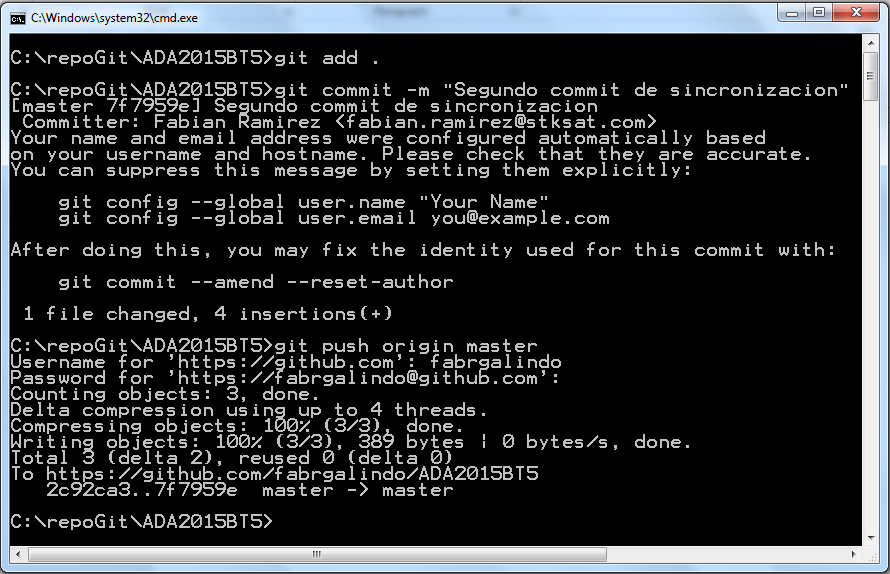 C:\Windows\system32\cmd.exe
C:\repoGit\ADA2015BT5>git add .
C:\repoGit\ADA2015BT5>git commit -m "Segundo commit de sincronizacion"
[master 7f7959e] Segundo commit de sincronizacion
 Committer: Fabian Ramirez <fabian.ramirez@stksat.com>
Your name and email address were configured automatically based
on your username and hostname. Please check that they are accurate.
You can suppress this message by setting them explicitly:
    git config --global user.name "Your Name"
    git config --global user.email you@example.com
After doing this, you may fix the identity used for this commit with:
    git commit --amend --reset-author
 1 file changed, 4 insertions(+)
C:\repoGit\ADA2015BT5>git push origin master
Username for 'https://github.com': fabrgalindo
Password for 'https://fabrgalindo@github.com':
Counting objects: 3, done.
Delta compression using up to 4 threads.
Compressing objects: 100% (3/3), done.
Writing objects: 100% (3/3), 389 bytes | 0 bytes/s, done.
Total 3 (delta 2), reused 0 (delta 0)
To https://github.com/fabrgalindo/ADA2015BT5
   2c92ca3..7f7959e  master -> master
C:\repoGit\ADA2015BT5>